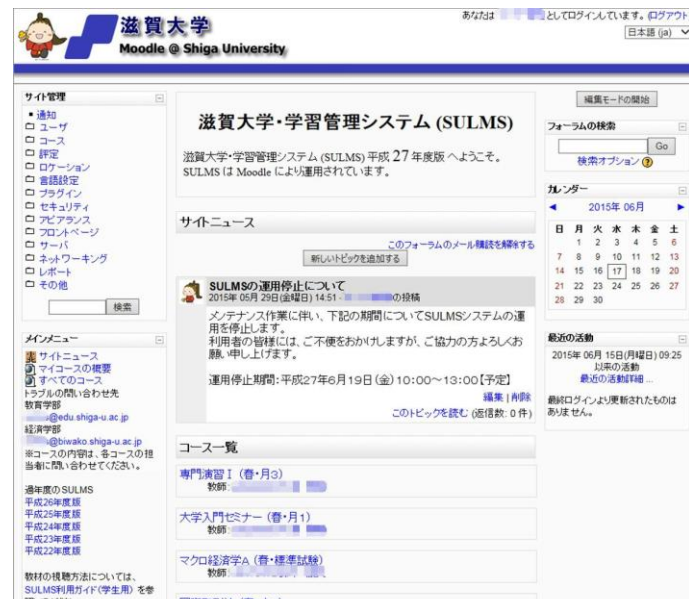 滋賀大学
Moodle @ Shiga University
あなたは
としてログインしています。(ログアウト
日本語 (ja)
サイト管理
通知
ユーザ
コース
評定
ロケーション
言語設定
プラグイン
セキュリティ
アピアランス
フロントページ
サーバ
ネットワーキング
レポート
その他
検索
メインメニュー
サイトニュース
マイコースの概要
すべてのコース
トラブルの問い合わせ先
教育学部
@edu.shiga-u.ac.jp
経済学部
@biwako.shiga-u.ac.jp
※コースの内容は、各コースの担
当者に問い合わせてください。
過年度のSULMS
平成26年度版
平成25年度版
平成24年度版
平成23年度版
平成22年度版
教材の視聴方法については、
SULMS利用ガイド(学生用) を参
滋賀大学・学習管理システム (SULMS)
滋賀大学・学習管理システム (SULMS) 平成 27 年度版 へようこそ。
SULMS は Moodle により運用されています。
サイトニュース
このフォーラムのメール購読を解除する
新しいトピックを追加する
SULMSの運用停止について
2015年 05月 29日(金曜日) 14:51 -
の投稿
メンテナンス作業に伴い、下記の期間についてSULMSシステムの運
用を停止します。
利用者の皆様には、ご不便をおかけしますが、ご協力の方よろしくお
願い申し上げます。
運用停止期間：平成27年6月19日（金）10:00～13:00【予定】
編集 | 削除
このトピックを読む (返信数: 0 件)
コース一覧
専門演習Ⅰ (春・月3)
教師:
大学入門セミナー (春・月1)
教師:
マクロ経済学A (春・標準試験)
教師:
編集モードの開始
フォーラムの検索
Go
検索オプション ?
カレンダー
◀ 2015年 06月 ▶
日 月 火 水 木 金 土
1 2 3 4 5 6
7 8 9 10 11 12 13
14 15 16 17 18 19 20
21 22 23 24 25 26 27
28 29 30
最近の活動
2015年 06月 15日(月曜日) 09:25
以来の活動
最近の活動詳細 ...
最終ログインより更新されたものは
ありません。